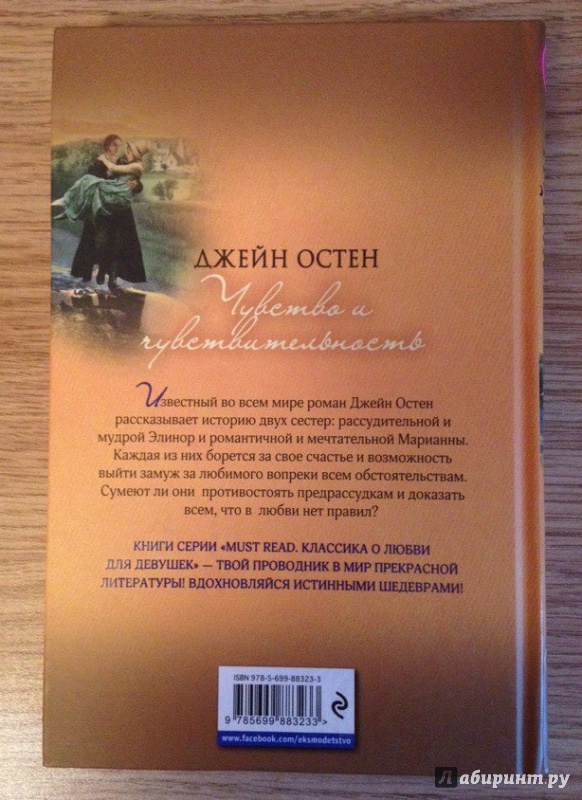 ДЖЕЙН ОСТЕН
Чувство и
чувствительность
Известный во всем мире роман Джейн Остен
рассказывает историю двух сестер: рассудительной и
мудрой Элинор и романтичной и мечтательной Марианны.
Каждая из них борется за свое счастье и возможность
выйти замуж за любимого вопреки всем обстоятельствам.
Сумеют ли они противостоять предрассудкам и доказать
всем, что в любви нет правил?
КНИГИ СЕРИИ «MUST READ. КЛАССИКА О ЛЮБВИ
ДЛЯ ДЕВУШЕК» — ТВОЙ ПРОВОДНИК В МИР ПРЕКРАСНОЙ
ЛИТЕРАТУРЫ! ВДОХНОВЛЯЙСЯ ИСТИННЫМИ ШЕДЕВРАМИ!
ISBN 978-5-699-88323-3
9 785699 883233 >
www.facebook.com/eksmodetstvo
Лабиринт.ру